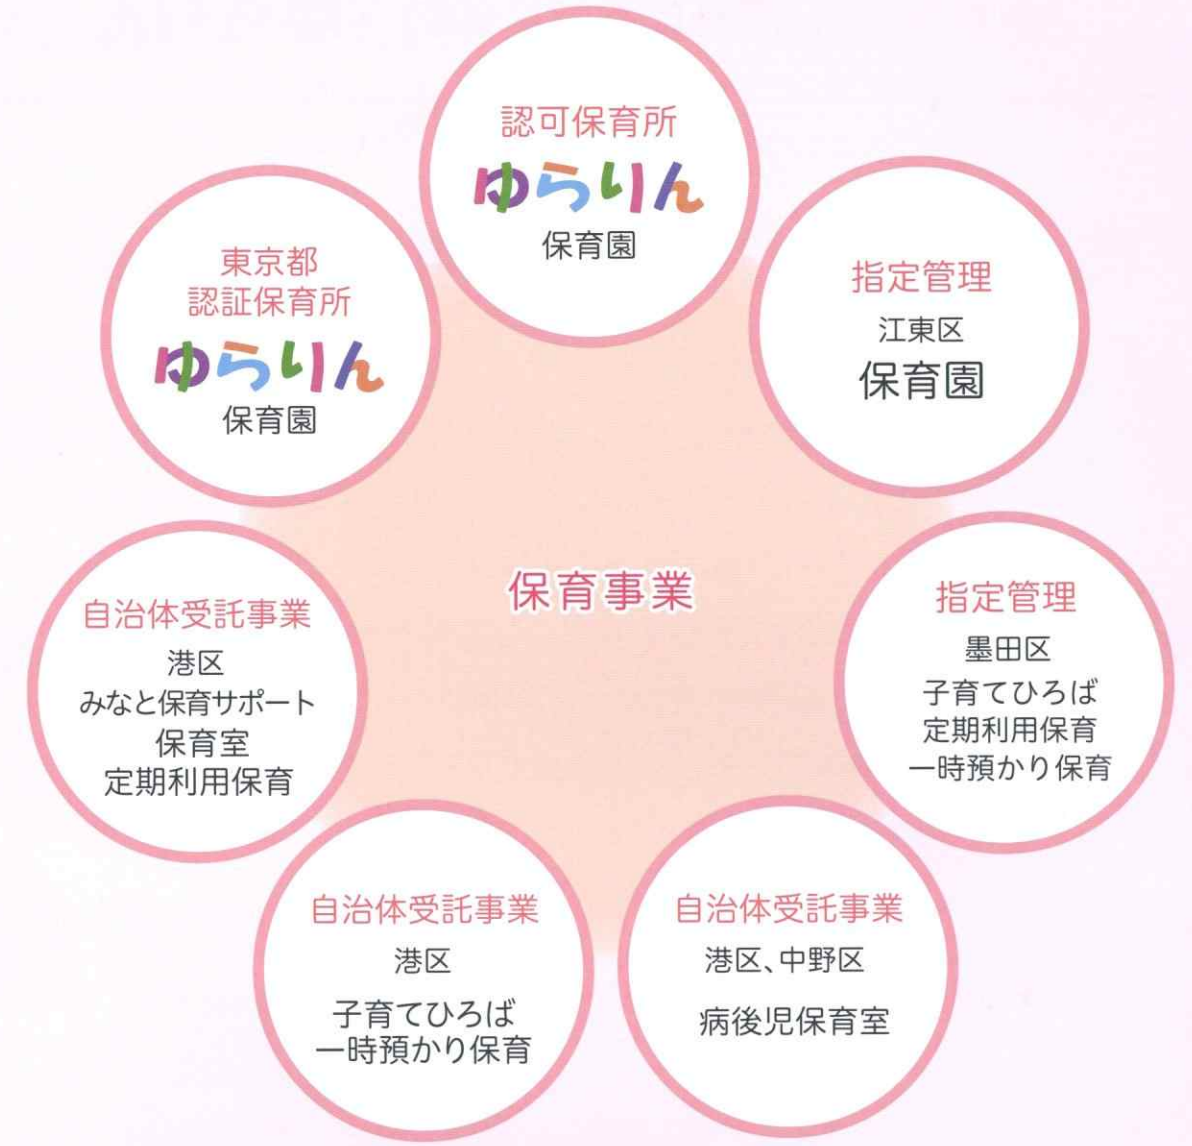 認可保育所
ゆらりん
保育園
指定管理
江東区
保育園
指定管理
墨田区
子育てひろば
定期利用保育
一時預かり保育
自治体受託事業
港区、中野区
病後児保育室
自治体受託事業
港区
子育てひろば
一時預かり保育
自治体受託事業
港区
みなと保育サポート
保育室
定期利用保育
東京都
認証保育所
ゆらりん
保育園
保育事業